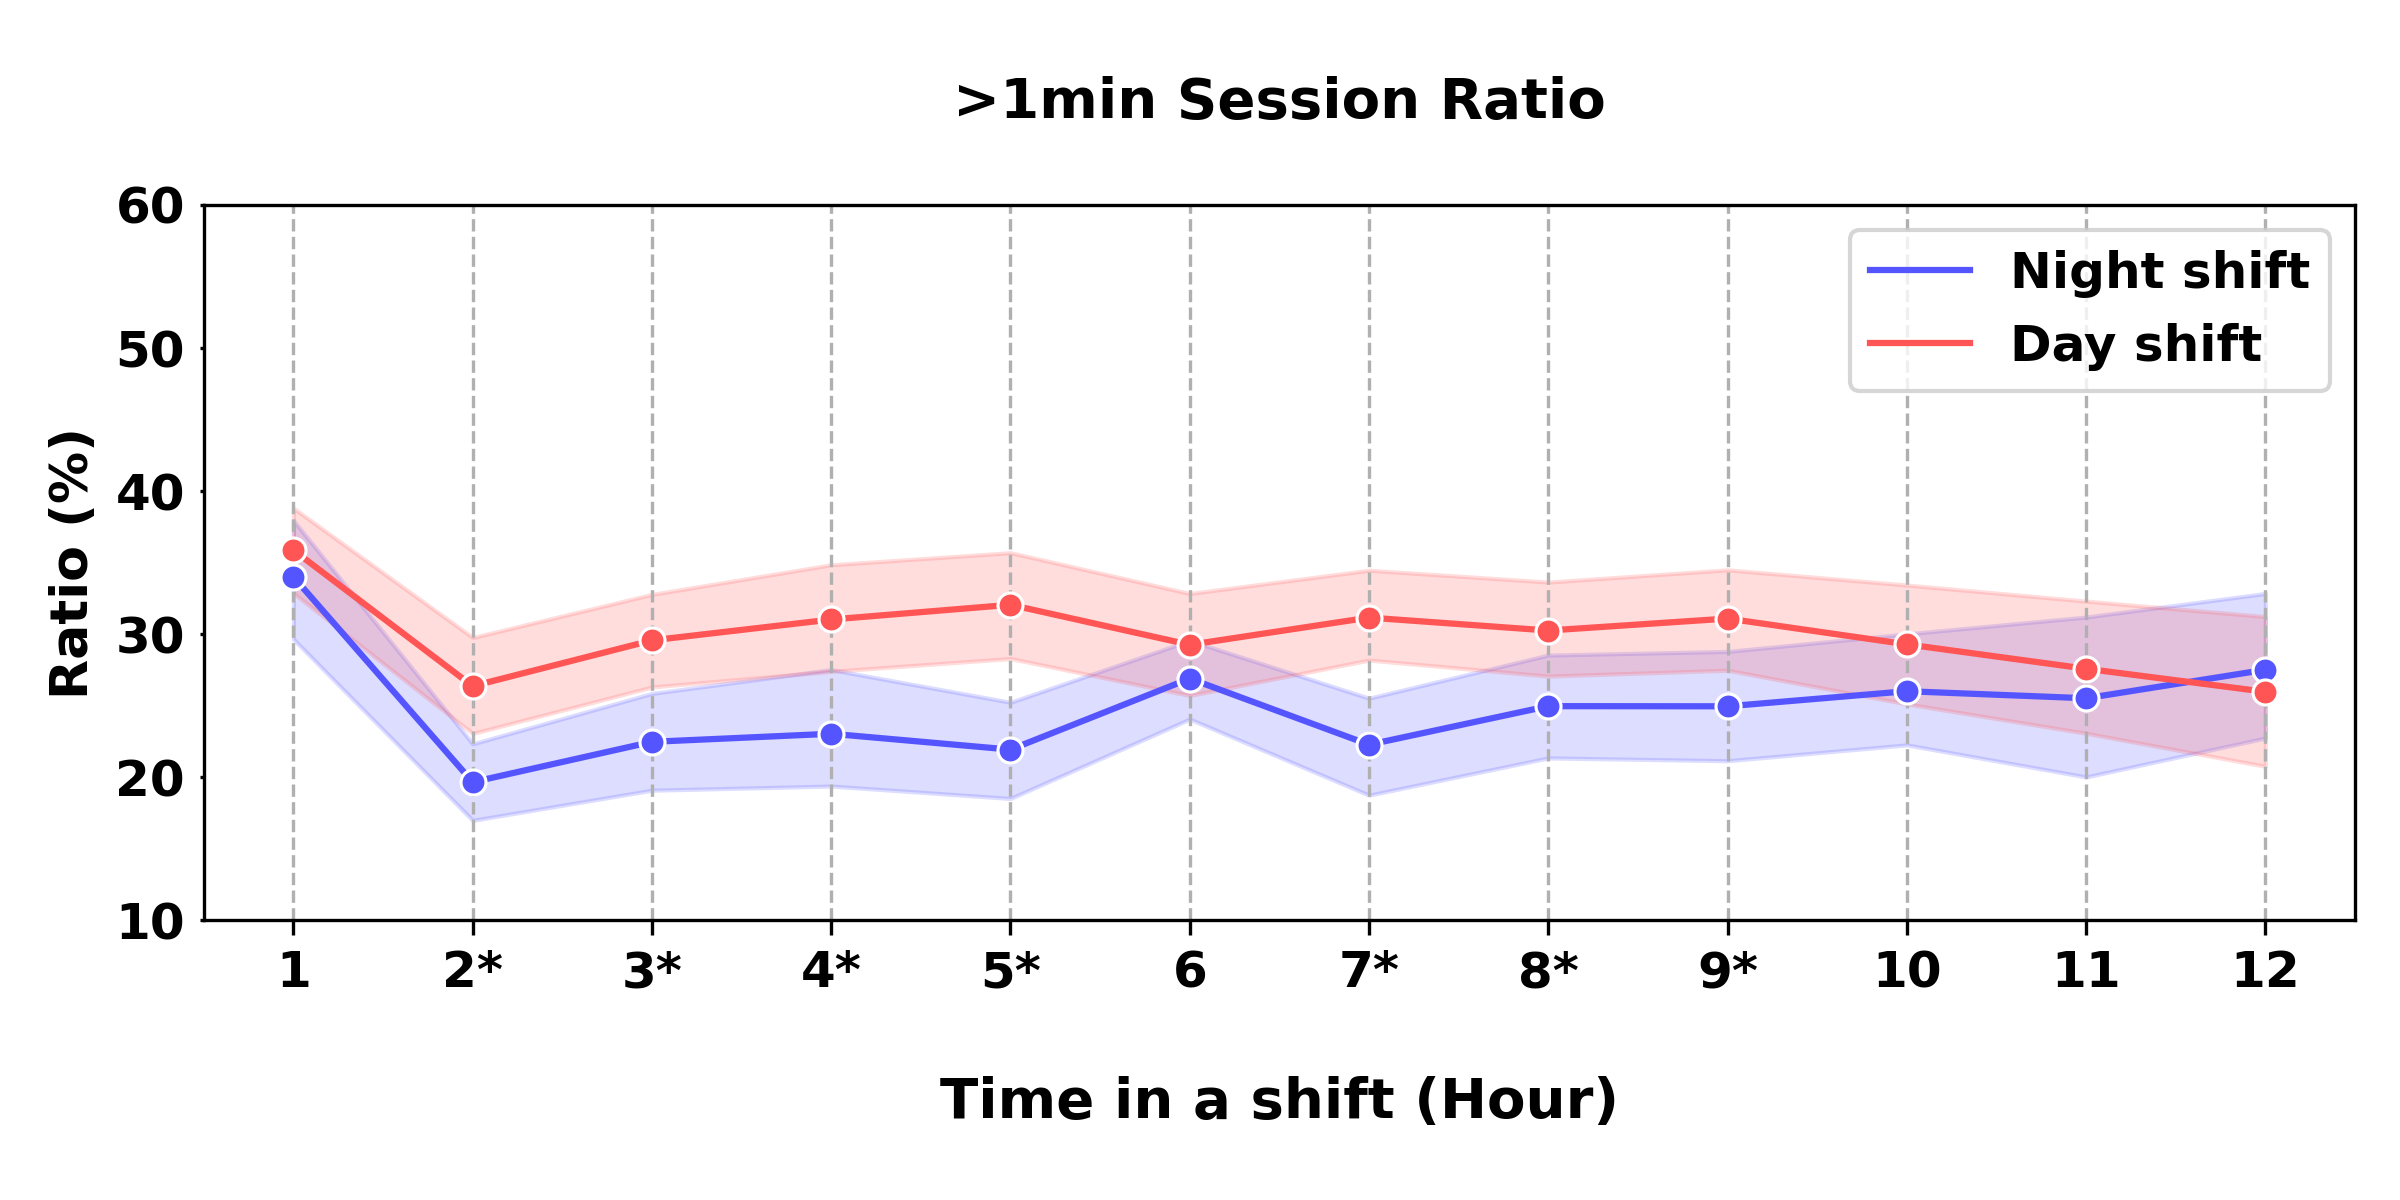 >1min Session Ratio
60
50
40
30
20
10
Ratio (%)
Night shift
Day shift
1 2* 3* 4* 5* 6 7* 8* 9* 10 11 12
Time in a shift (Hour)